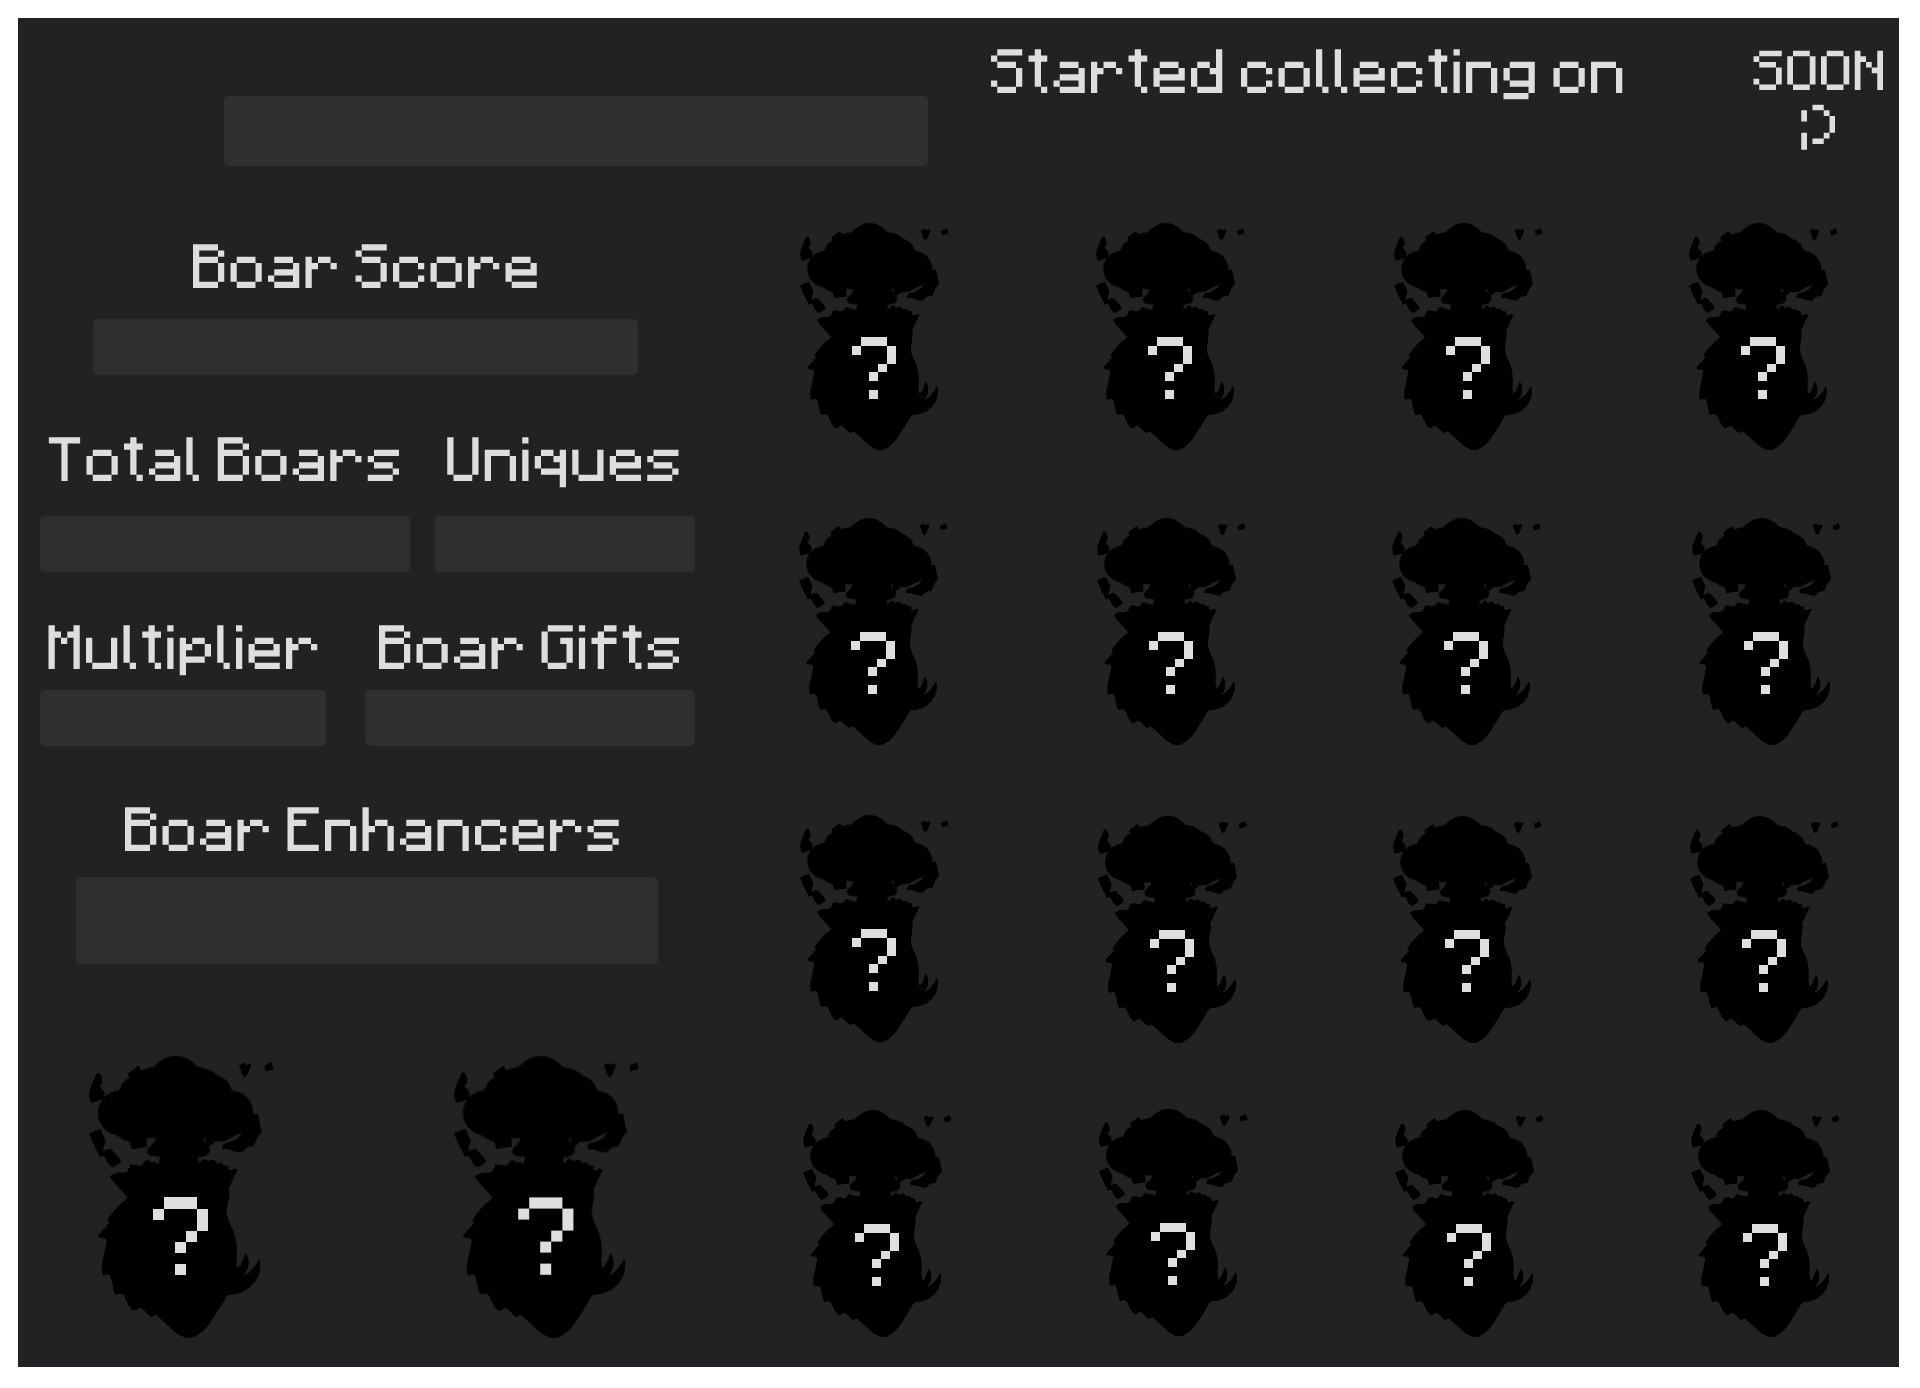 Started collecting on
SOON
;)
Boar Score
? ? ? ?
Total Boars Uniques
Multiplier Boar Gifts
? ? ? ?
Boar Enhancers
? ? ? ?
? ? ? ? ? ?